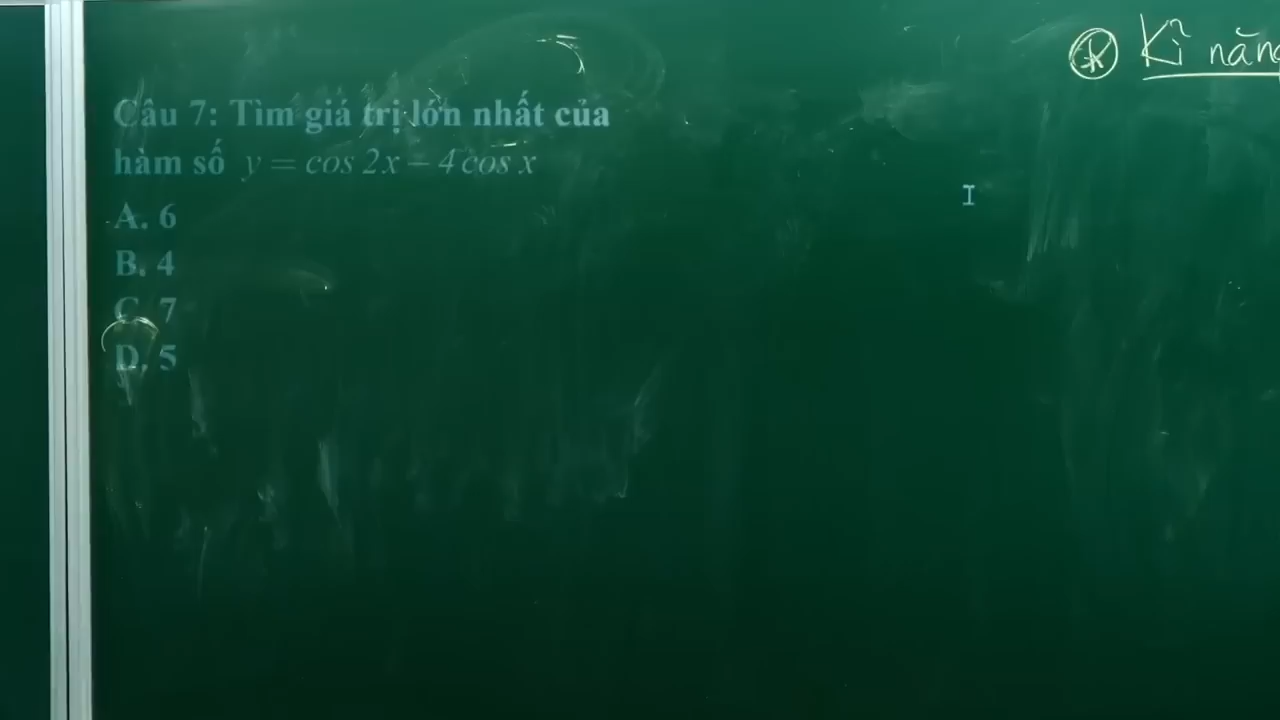 Câu 7: Tìm giá trị lớn nhất của
hàm số y = cos 2x – 4 cos x
A. 6
B. 4
C. 7
D. 5
Kĩ năn